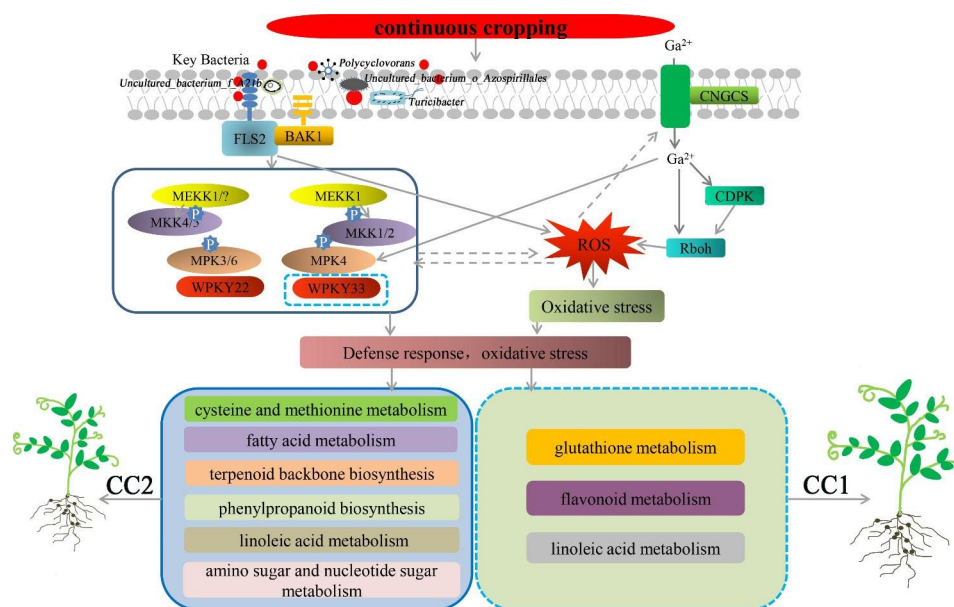 continuous cropping
Ga²⁺
Key Bacteria
Polycyclovorans
Uncultured_bacterium_f_A21b
Uncultured_bacterium_o_Azospirillales
Turicibacter
CNGCS
FLS2
BAK1
Ga²⁺
MEKK1/?
MEKK1
CDPK
P
P
MKK4/5
MKK1/2
P
P
ROS
Rboh
MPK3/6
MPK4
WPKY22
WPKY33
Oxidative stress
Defense response，oxidative stress
cysteine and methionine metabolism
fatty acid metabolism
glutathione metabolism
terpenoid backbone biosynthesis
CC2
CC1
flavonoid metabolism
phenylpropanoid biosynthesis
linoleic acid metabolism
linoleic acid metabolism
amino sugar and nucleotide sugar
metabolism